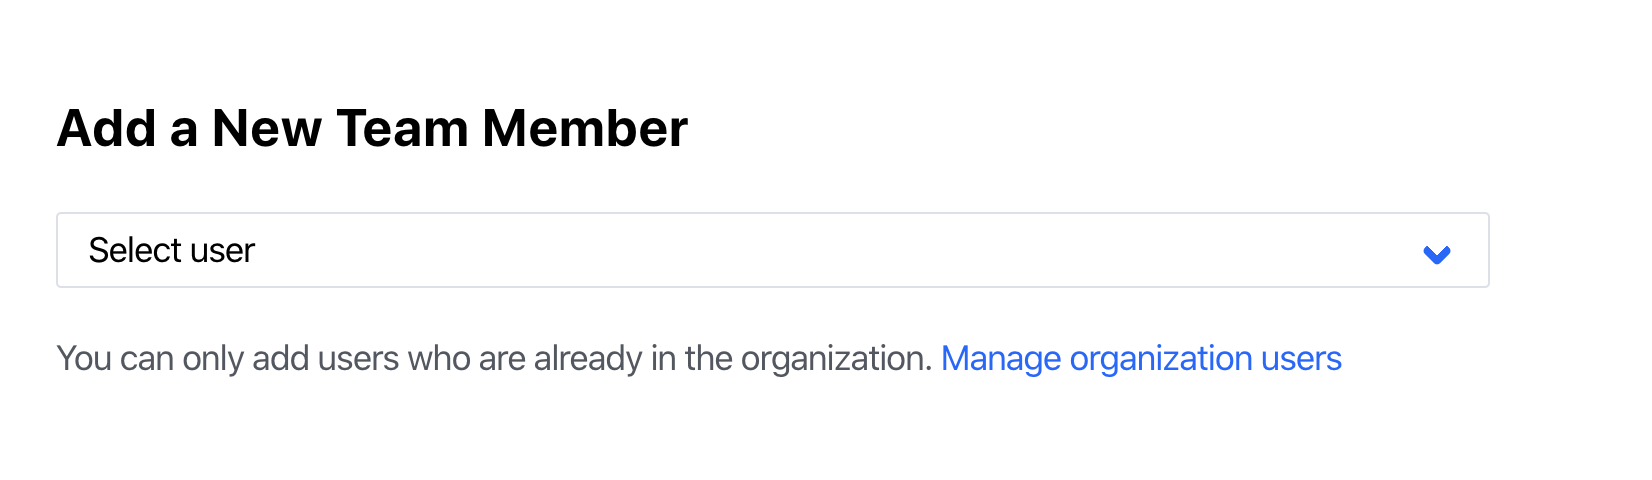 Add a New Team Member
Select user
You can only add users who are already in the organization. Manage organization users